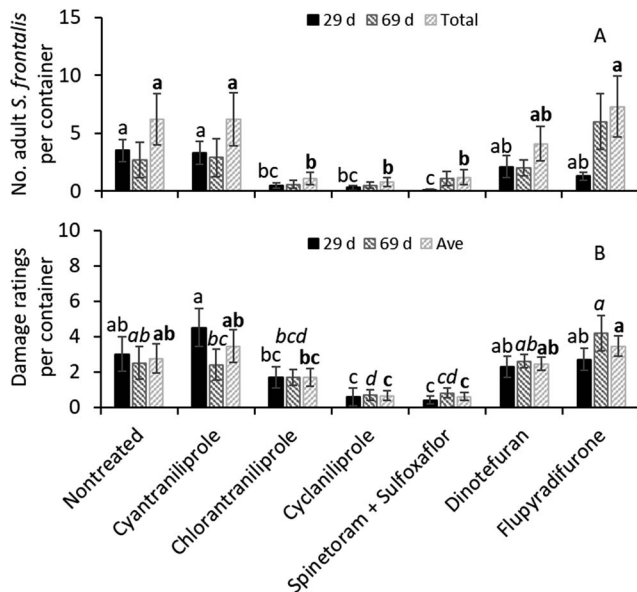 15
10
5
0
No. adult S. frontalis
per container
29 d 69 d Total
A
a a
a a
bc b
bc b
c b
ab ab
ab a
10
8
6
4
2
0
Damage ratings
per container
29 d 69 d Ave
B
ab ab ab
a bc ab
bc bcd bc
c d c
c cd c
ab ab ab
ab a a
Nontreated
Cyantraniliprole
Chlorantraniliprole
Cyclaniliprole
Spinetoram + Sulfoxaflor
Dinotefuran
Flupyradifurone